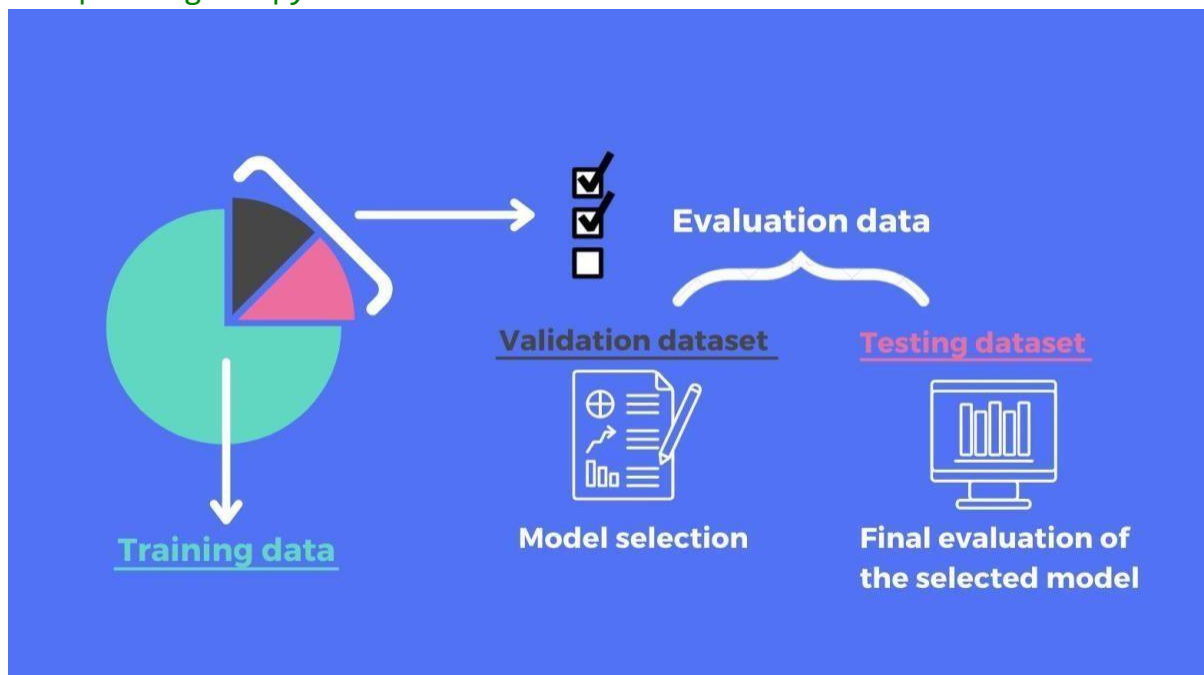 Evaluation data
Validation dataset
Testing dataset
Training data
Model selection
Final evaluation of
the selected model